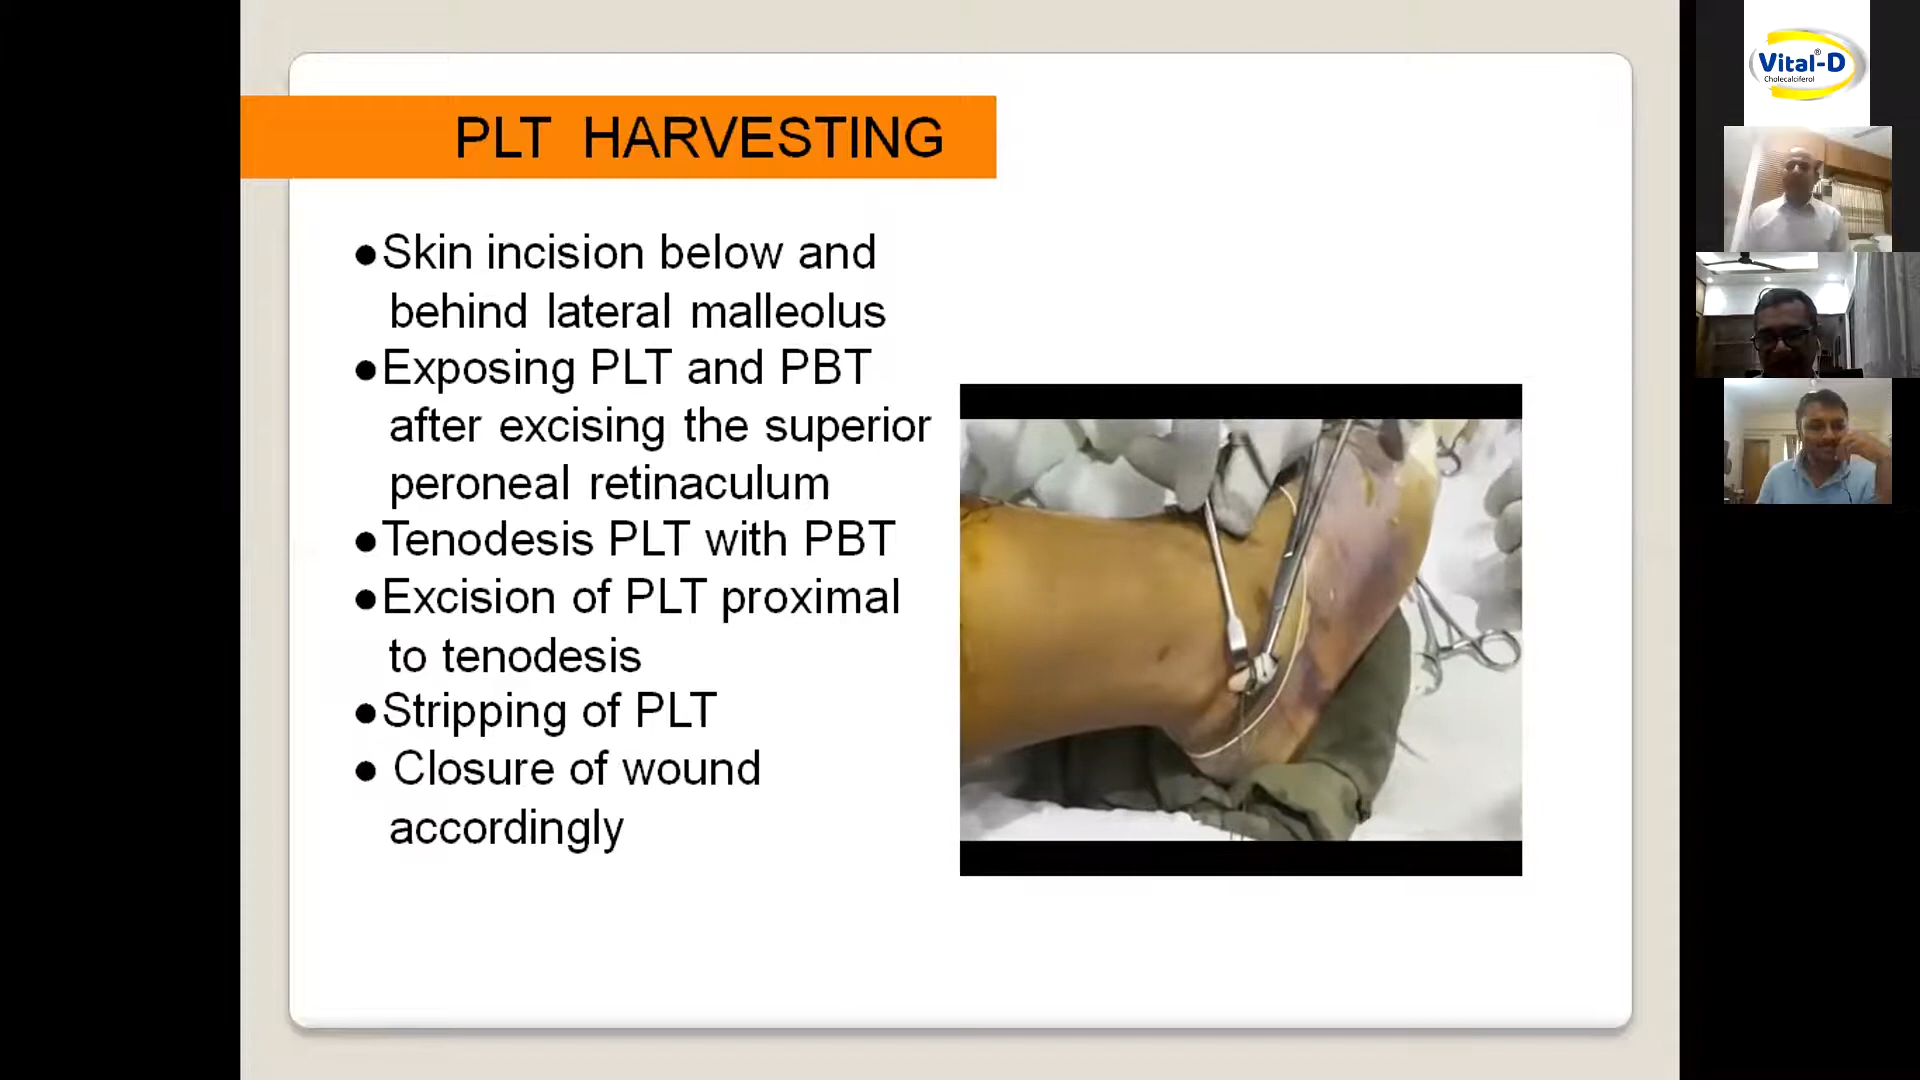 PLT HARVESTING
●Skin incision below and
behind lateral malleolus
●Exposing PLT and PBT
after excising the superior
peroneal retinaculum
●Tenodesis PLT with PBT
●Excision of PLT proximal
to tenodesis
●Stripping of PLT
● Closure of wound
accordingly
Vital-D®
Cholecalciferol